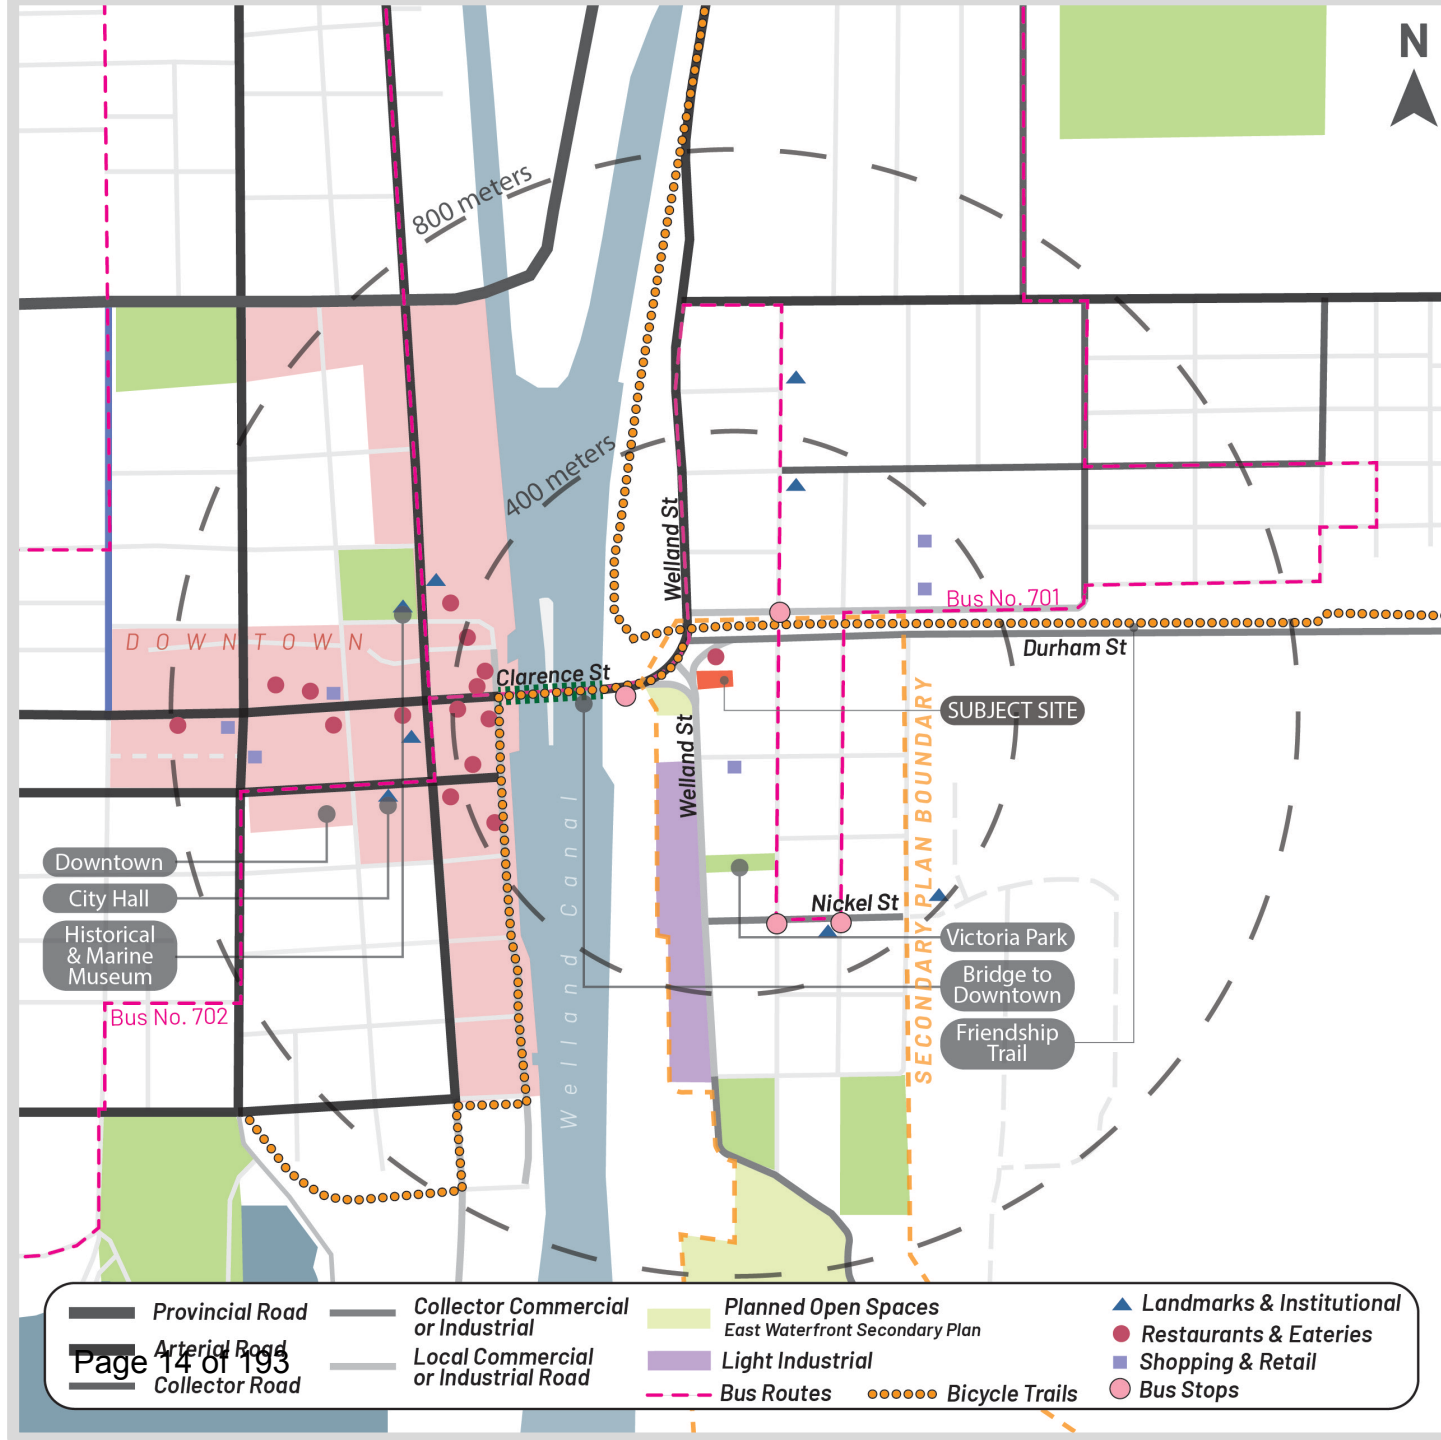 N
800 meters
400 meters
Welland St
Bus No. 701
DOWNTOWN
Durham St
Clarence St
SUBJECT SITE
Welland St
SECONDARY PLAN BOUNDARY
Welland Canal
Downtown
City Hall
Historical
& Marine
Museum
Nickel St
Victoria Park
Bridge to
Downtown
Friendship
Trail
Bus No. 702
Provincial Road
Arterial Road
Collector Road
Page 14 of 193
Collector Commercial
or Industrial
Local Commercial
or Industrial Road
Planned Open Spaces
East Waterfront Secondary Plan
Light Industrial
Bus Routes
Bicycle Trails
Landmarks & Institutional
Restaurants & Eateries
Shopping & Retail
Bus Stops